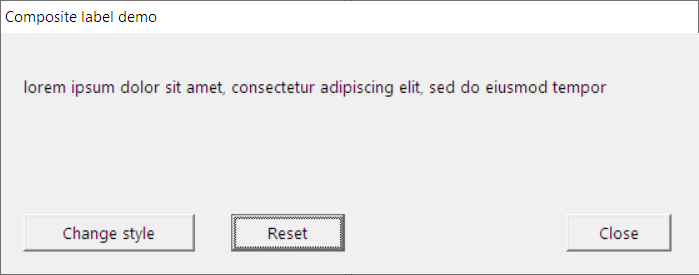 Composite label demo
lorem ipsum dolor sit amet, consectetur adipiscing elit, sed do eiusmod tempor
Change style
Reset
Close